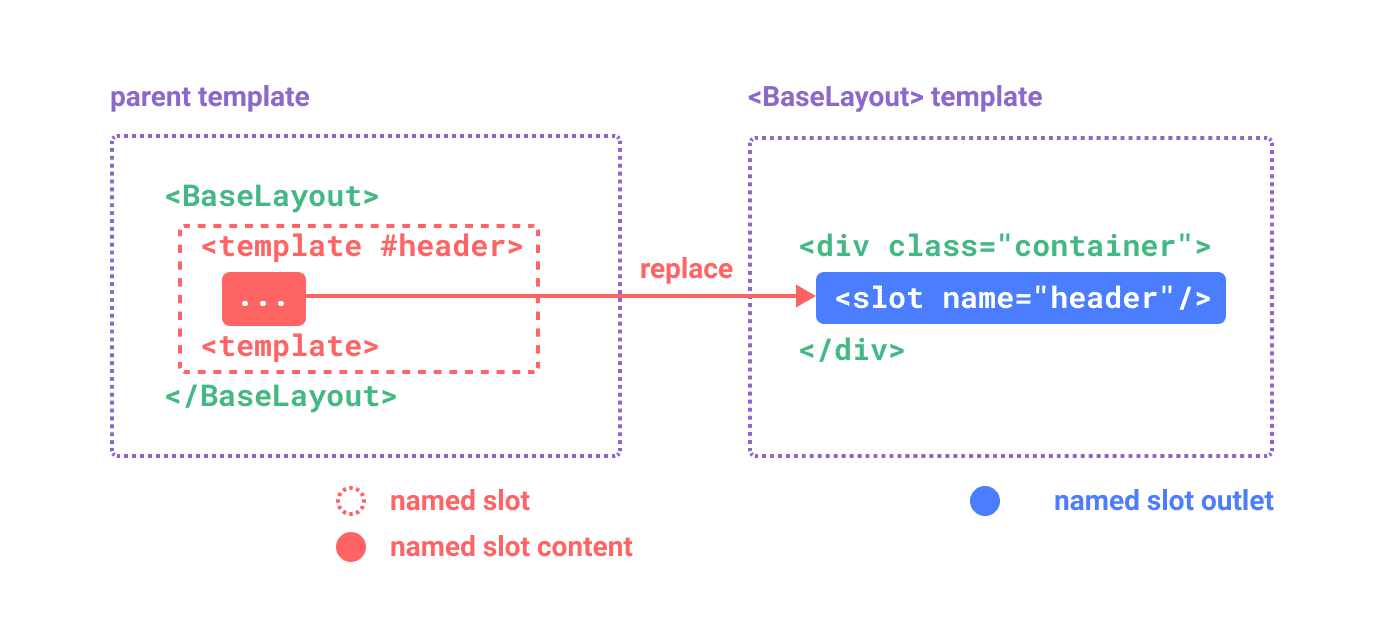 parent template
<BaseLayout>
<template #header>
...
<template>
</BaseLayout>
named slot
named slot content
replace
<BaseLayout> template
<div class="container">
<slot name="header"/>
</div>
named slot outlet